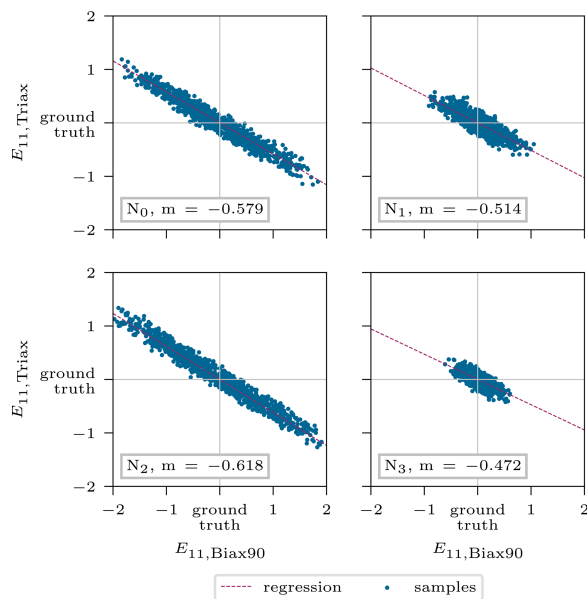 2
1
ground
truth
−1
−2
E11,Triax
N0, m = −0.579
N1, m = −0.514
2
1
ground
truth
−1
−2
E11,Triax
N2, m = −0.618
N3, m = −0.472
−2 −1 ground truth 1 2
−2 −1 ground truth 1 2
E11,Biax90 E11,Biax90
regression samples